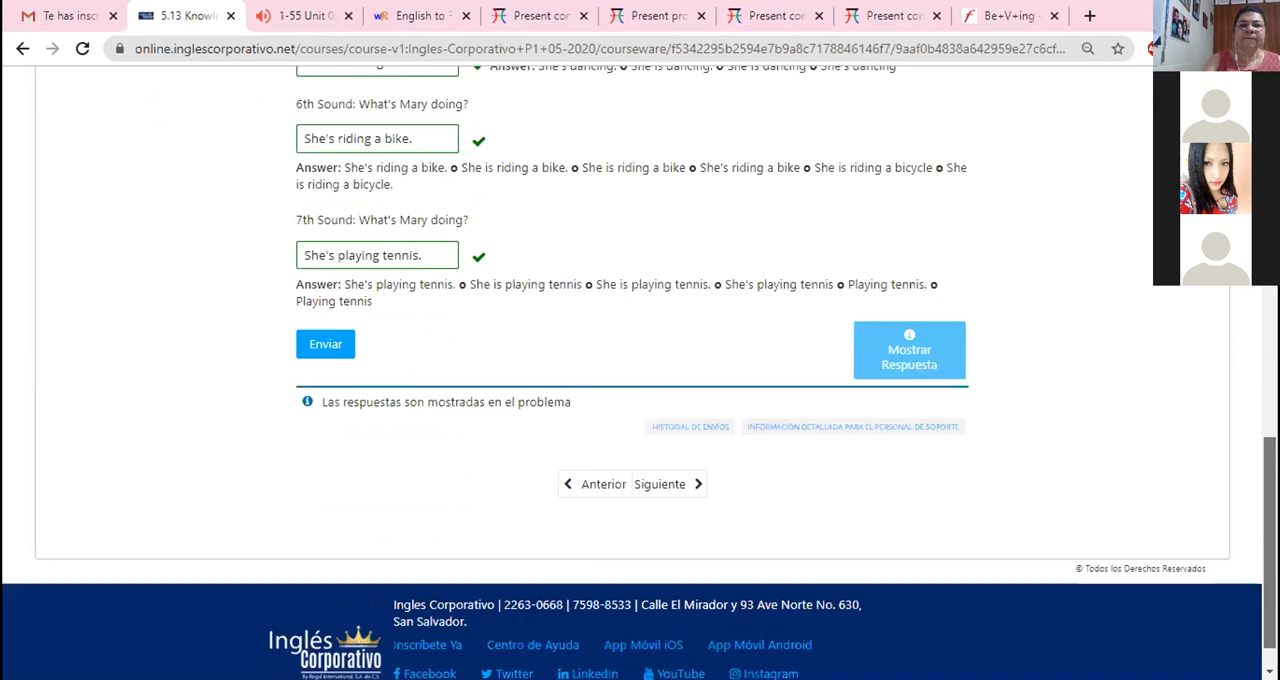 Te has insc
5.13 Knowl
1-55 Unit 0
English to F
Present cor
Present pro
Present cor
Present con
Be+V+ing -
online.inglescorporativo.net/courses/course-v1:Ingles-Corporativo+P1+05-2020/courseware/f5342295b2594e7b9a8c7178846146f7/9aaf0b4838a642959e27c6cf...
Answer: She's dancing. o She is dancing. o She is dancing o She's dancing
6th Sound: What's Mary doing?
She's riding a bike.
Answer: She's riding a bike. o She is riding a bike. o She is riding a bike o She's riding a bike o She is riding a bicycle o She
is riding a bicycle.
7th Sound: What's Mary doing?
She's playing tennis.
Answer: She's playing tennis. o She is playing tennis o She is playing tennis. o She's playing tennis o Playing tennis. o
Playing tennis
Enviar
Mostrar
Respuesta
Las respuestas son mostradas en el problema
HISTORIAL DE ENVÍOS
INFORMACIÓN DETALLADA PARA EL PERSONAL DE SOPORTE
Anterior
Siguiente
© Todos los Derechos Reservados
Ingles Corporativo | 2263-0668 | 7598-8533 | Calle El Mirador y 93 Ave Norte No. 630,
San Salvador.
Inglés
Corporativo
By Regal International, S.A. de C.V.
Inscríbete Ya
Centro de Ayuda
App Móvil iOS
App Móvil Android
Facebook
Twitter
LinkedIn
YouTube
Instagram